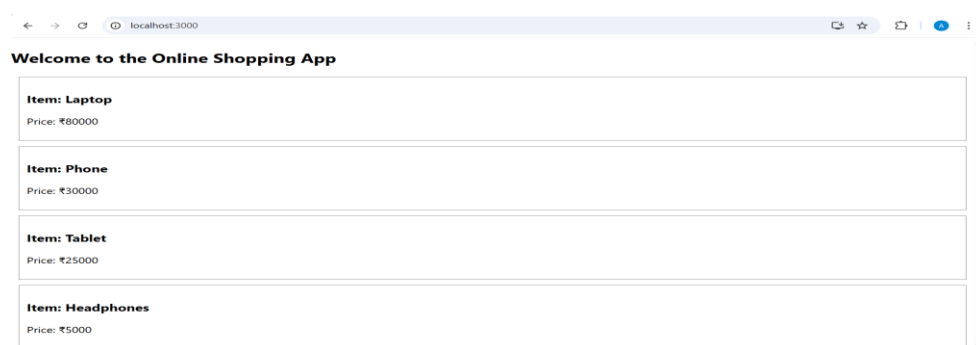 localhost:3000
A
Welcome to the Online Shopping App
Item: Laptop
Price: ₹80000
Item: Phone
Price: ₹30000
Item: Tablet
Price: ₹25000
Item: Headphones
Price: ₹5000